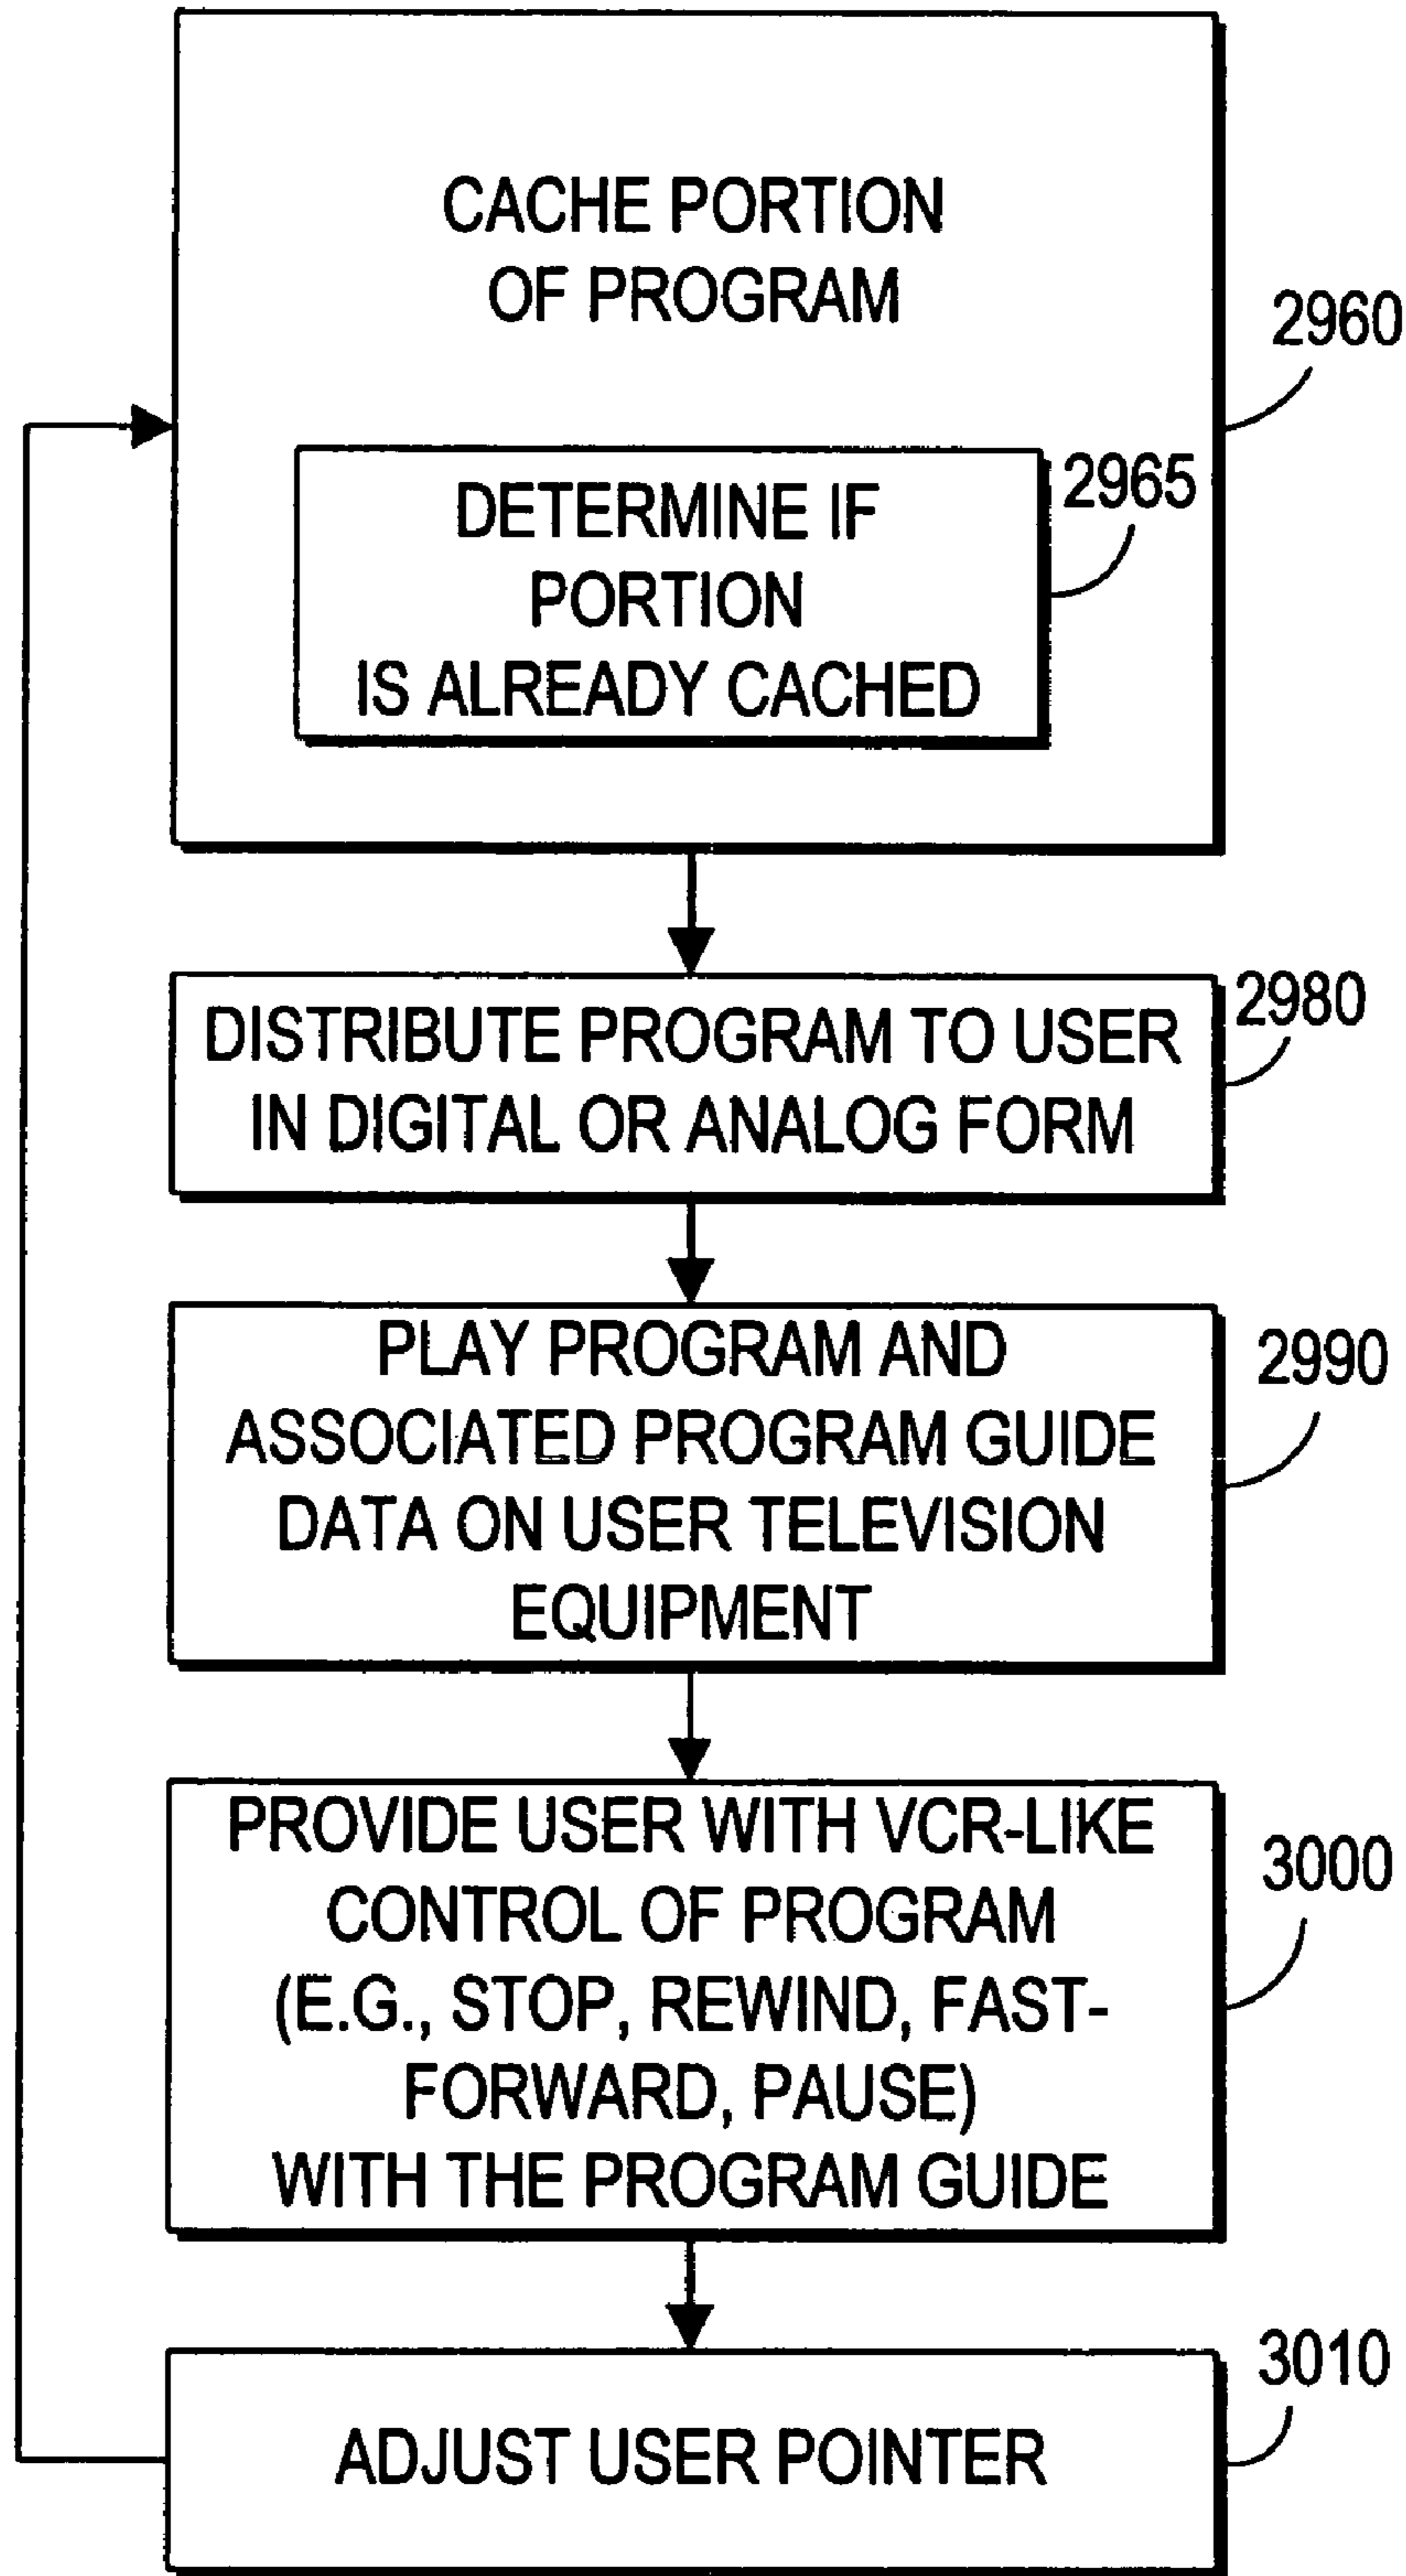 CACHE PORTION
OF PROGRAM
2960
DETERMINE IF
PORTION
IS ALREADY CACHED
2965
DISTRIBUTE PROGRAM TO USER
IN DIGITAL OR ANALOG FORM
2980
PLAY PROGRAM AND
ASSOCIATED PROGRAM GUIDE
DATA ON USER TELEVISION
EQUIPMENT
2990
PROVIDE USER WITH VCR-LIKE
CONTROL OF PROGRAM
(E.G., STOP, REWIND, FAST-
FORWARD, PAUSE)
WITH THE PROGRAM GUIDE
3000
ADJUST USER POINTER
3010